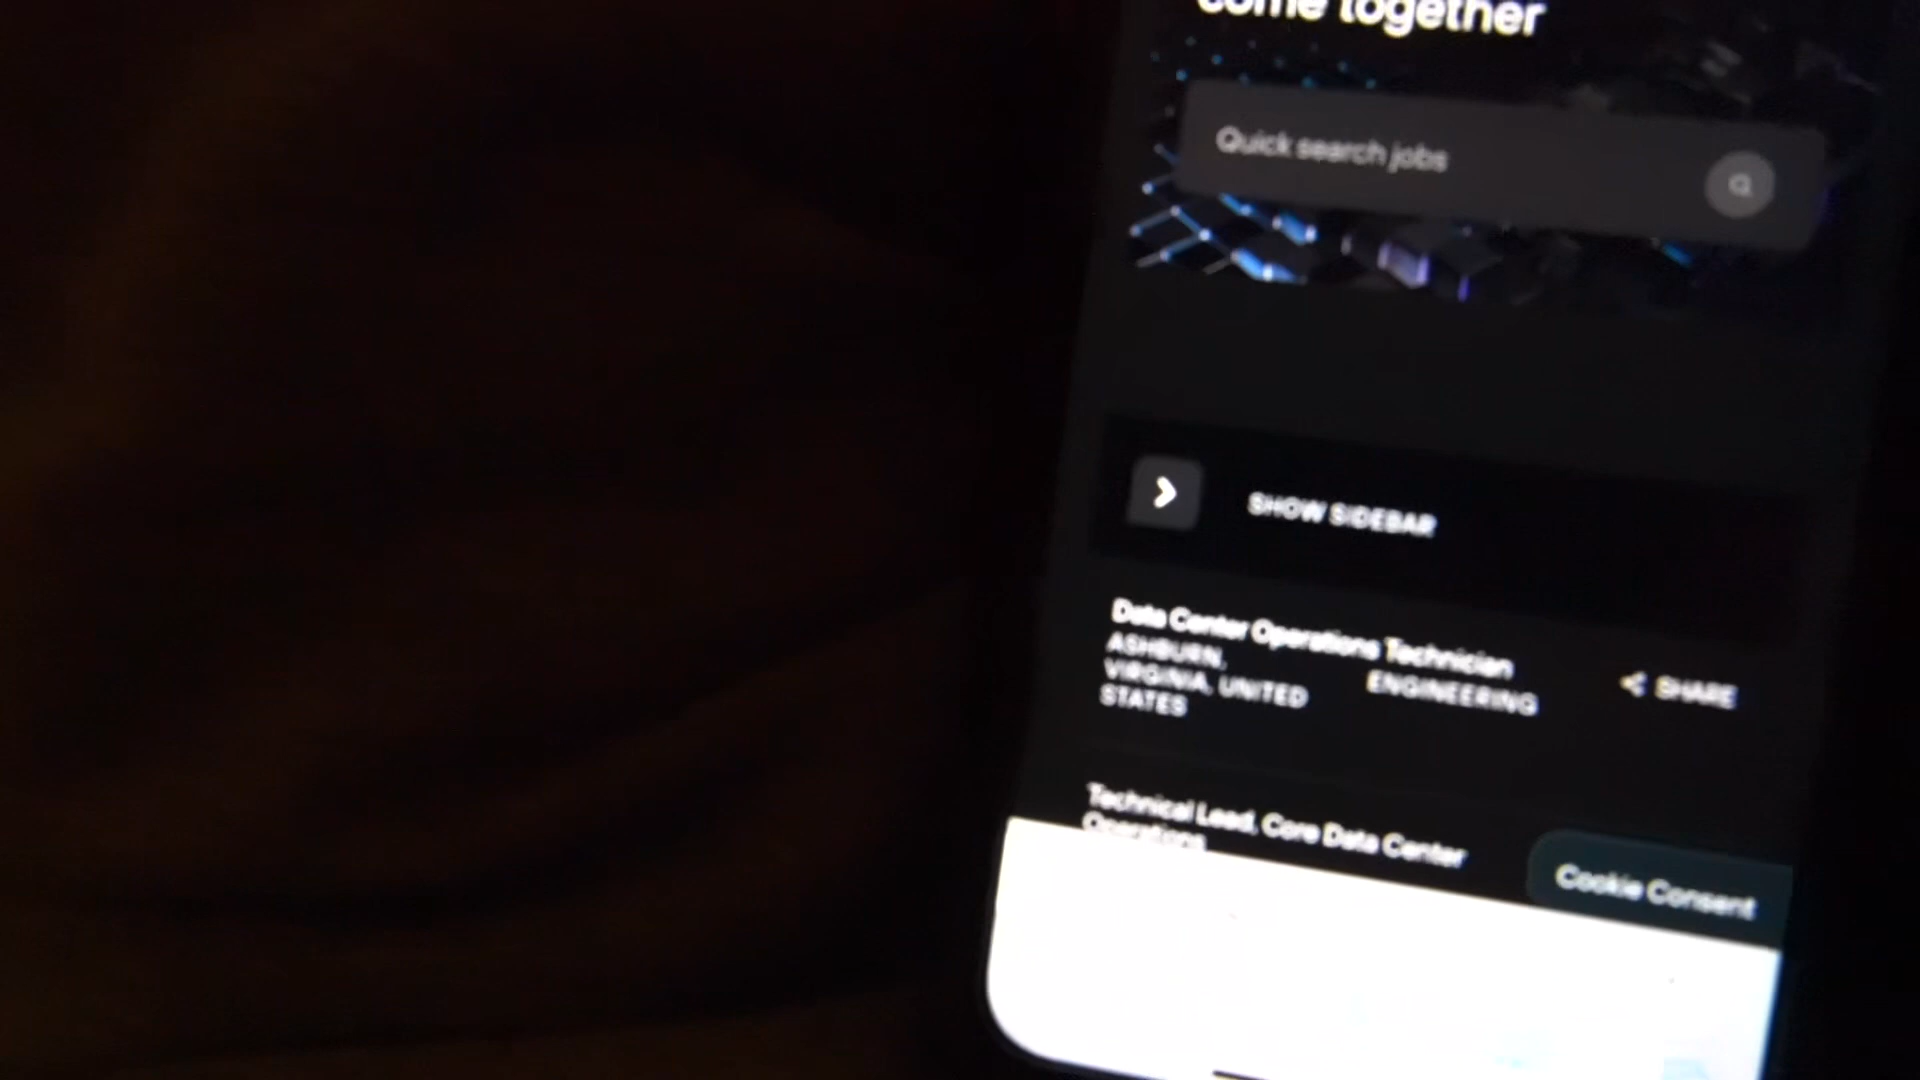 come together
Quick search jobs
SHOW SIDEBAR
Data Center Operations Technician
ASHBURN,
VIRGINIA, UNITED
STATES
ENGINEERING
SHARE
Technical Lead, Core Data Center
Operations
Cookie Consent